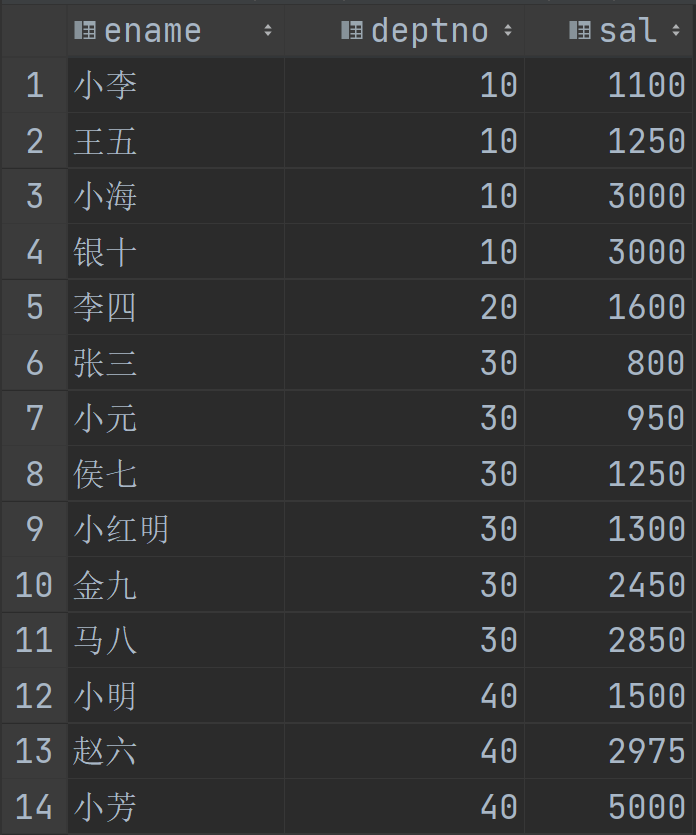 ename deptno sal
1 小李 10 1100
2 王五 10 1250
3 小海 10 3000
4 银十 10 3000
5 李四 20 1600
6 张三 30 800
7 小元 30 950
8 侯七 30 1250
9 小红明 30 1300
10 金九 30 2450
11 马八 30 2850
12 小明 40 1500
13 赵六 40 2975
14 小芳 40 5000